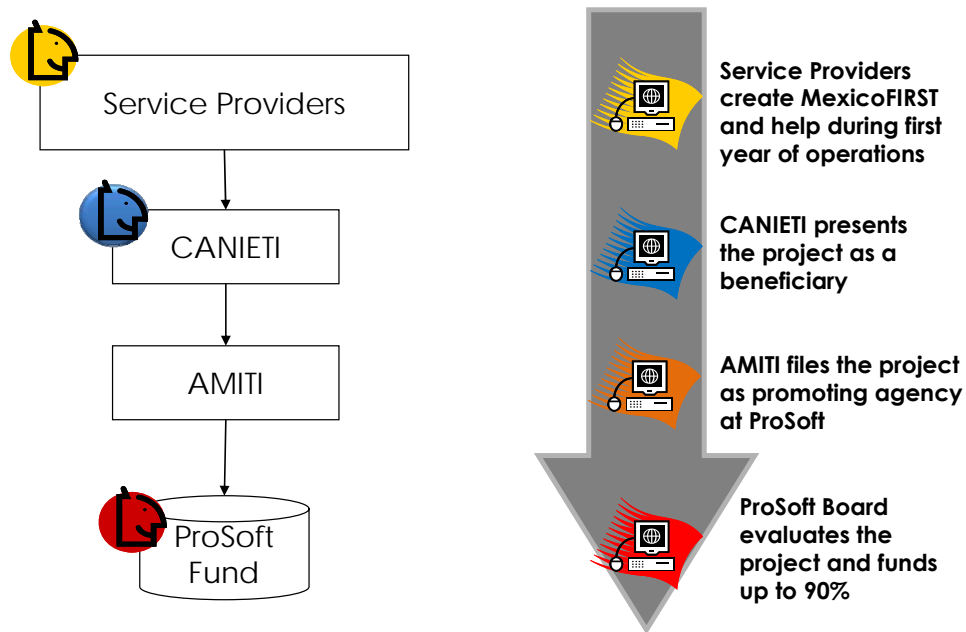 Service Providers
CANIETI
AMITI
ProSoft
Fund
Service Providers
create MexicoFIRST
and help during first
year of operations
CANIETI presents
the project as a
beneficiary
AMITI files the project
as promoting agency
at ProSoft
ProSoft Board
evaluates the
project and funds
up to 90%